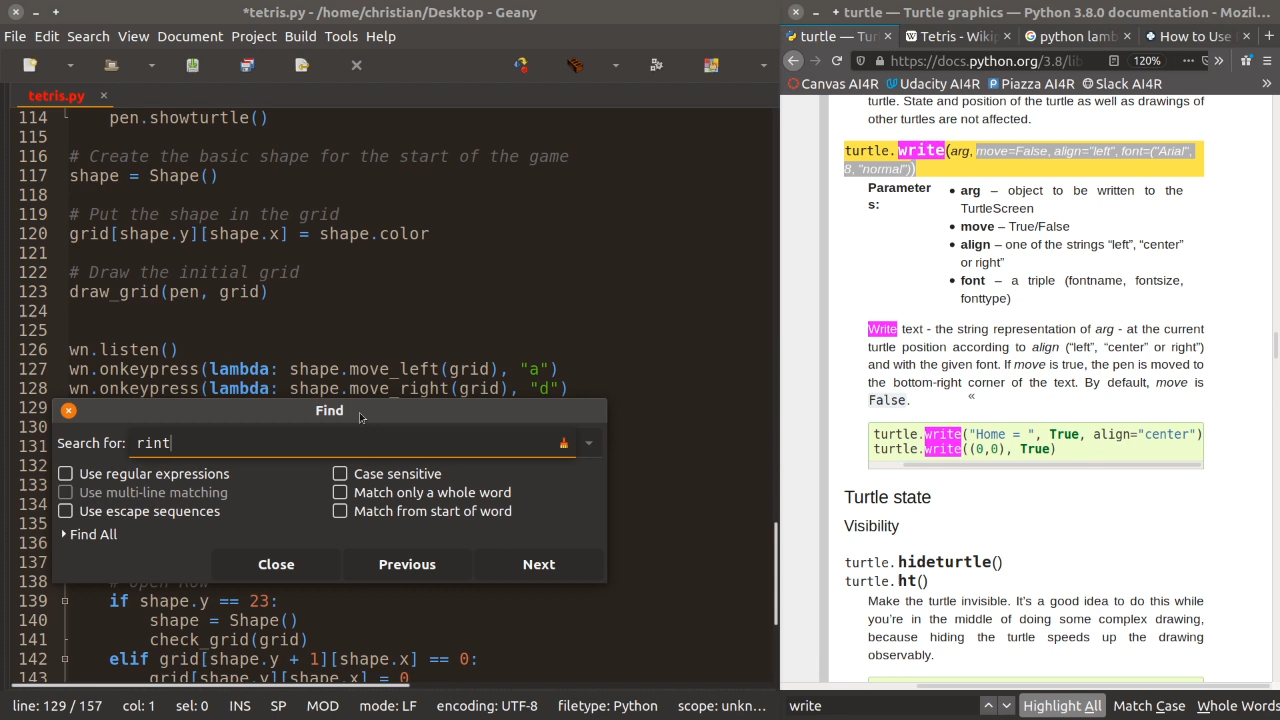 *tetris.py - /home/christian/Desktop - Geany
File Edit Search View Document Project Build Tools Help
tetris.py
114 pen.showturtle()
115
116 # Create the basic shape for the start of the game
117 shape = Shape()
118
119 # Put the shape in the grid
120 grid[shape.y][shape.x] = shape.color
121
122 # Draw the initial grid
123 draw_grid(pen, grid)
124
125
126 wn.listen()
127 wn.onkeypress(lambda: shape.move_left(grid), "a")
128 wn.onkeypress(lambda: shape.move_right(grid), "d")
129
130
131
132
133
134
135
136
137
138 # Open Row
139 if shape.y == 23:
140 shape = Shape()
141 check_grid(grid)
142 elif grid[shape.y + 1][shape.x] == 0:
143 grid[shape.y][shape.x] = 0
Find
Search for: rint
Use regular expressions
Case sensitive
Use multi-line matching
Match only a whole word
Use escape sequences
Match from start of word
Find All
Close Previous Next
line: 129 / 157 col: 1 sel: 0 INS SP MOD mode: LF encoding: UTF-8 filetype: Python scope: unkn...
turtle — Turtle graphics — Python 3.8.0 documentation - Mozil...
turtle — Tur
Tetris - Wiki
python lamb
How to Use
https://docs.python.org/3.8/lib
120%
Canvas AI4R Udacity AI4R Piazza AI4R Slack AI4R
turtle. State and position of the turtle as well as drawings of
other turtles are not affected.
turtle.write(arg, move=False, align="left", font=("Arial",
8, "normal"))
Parameter
s:
• arg – object to be written to the
TurtleScreen
• move – True/False
• align – one of the strings “left”, “center”
or right”
• font – a triple (fontname, fontsize,
fonttype)
Write text - the string representation of arg - at the current
turtle position according to align (“left”, “center” or right”)
and with the given font. If move is true, the pen is moved to
the bottom-right corner of the text. By default, move is
False.
«
turtle.write("Home = ", True, align="center")
turtle.write((0,0), True)
Turtle state
Visibility
turtle.hideturtle()
turtle.ht()
Make the turtle invisible. It’s a good idea to do this while
you’re in the middle of doing some complex drawing,
because hiding the turtle speeds up the drawing
observably.
write
Highlight All Match Case Whole Words